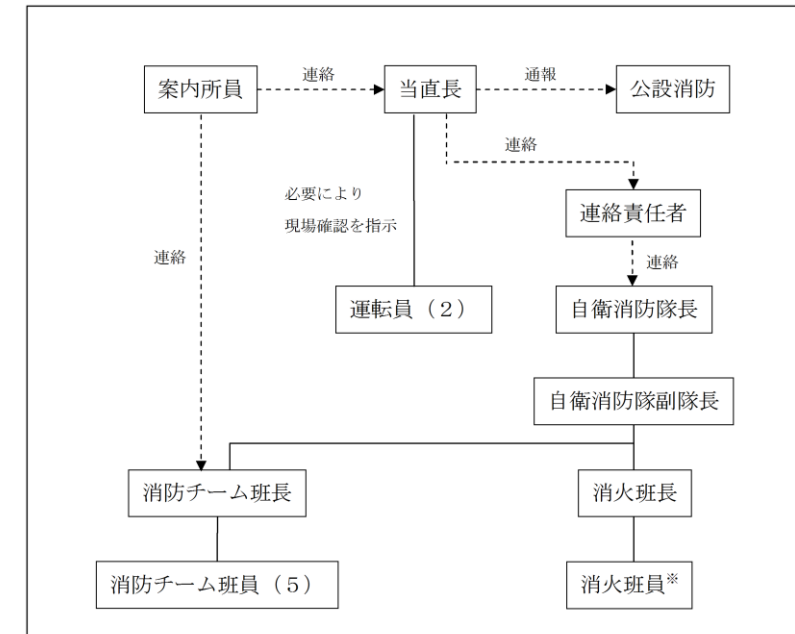 案内所員
連絡
当直長
通報
公設消防
連絡
連絡責任者
必要により
現場確認を指示
連絡
連絡
運転員（２）
自衛消防隊長
自衛消防隊副隊長
消防チーム班長
消火班長
消防チーム班員（５）
消火班員※